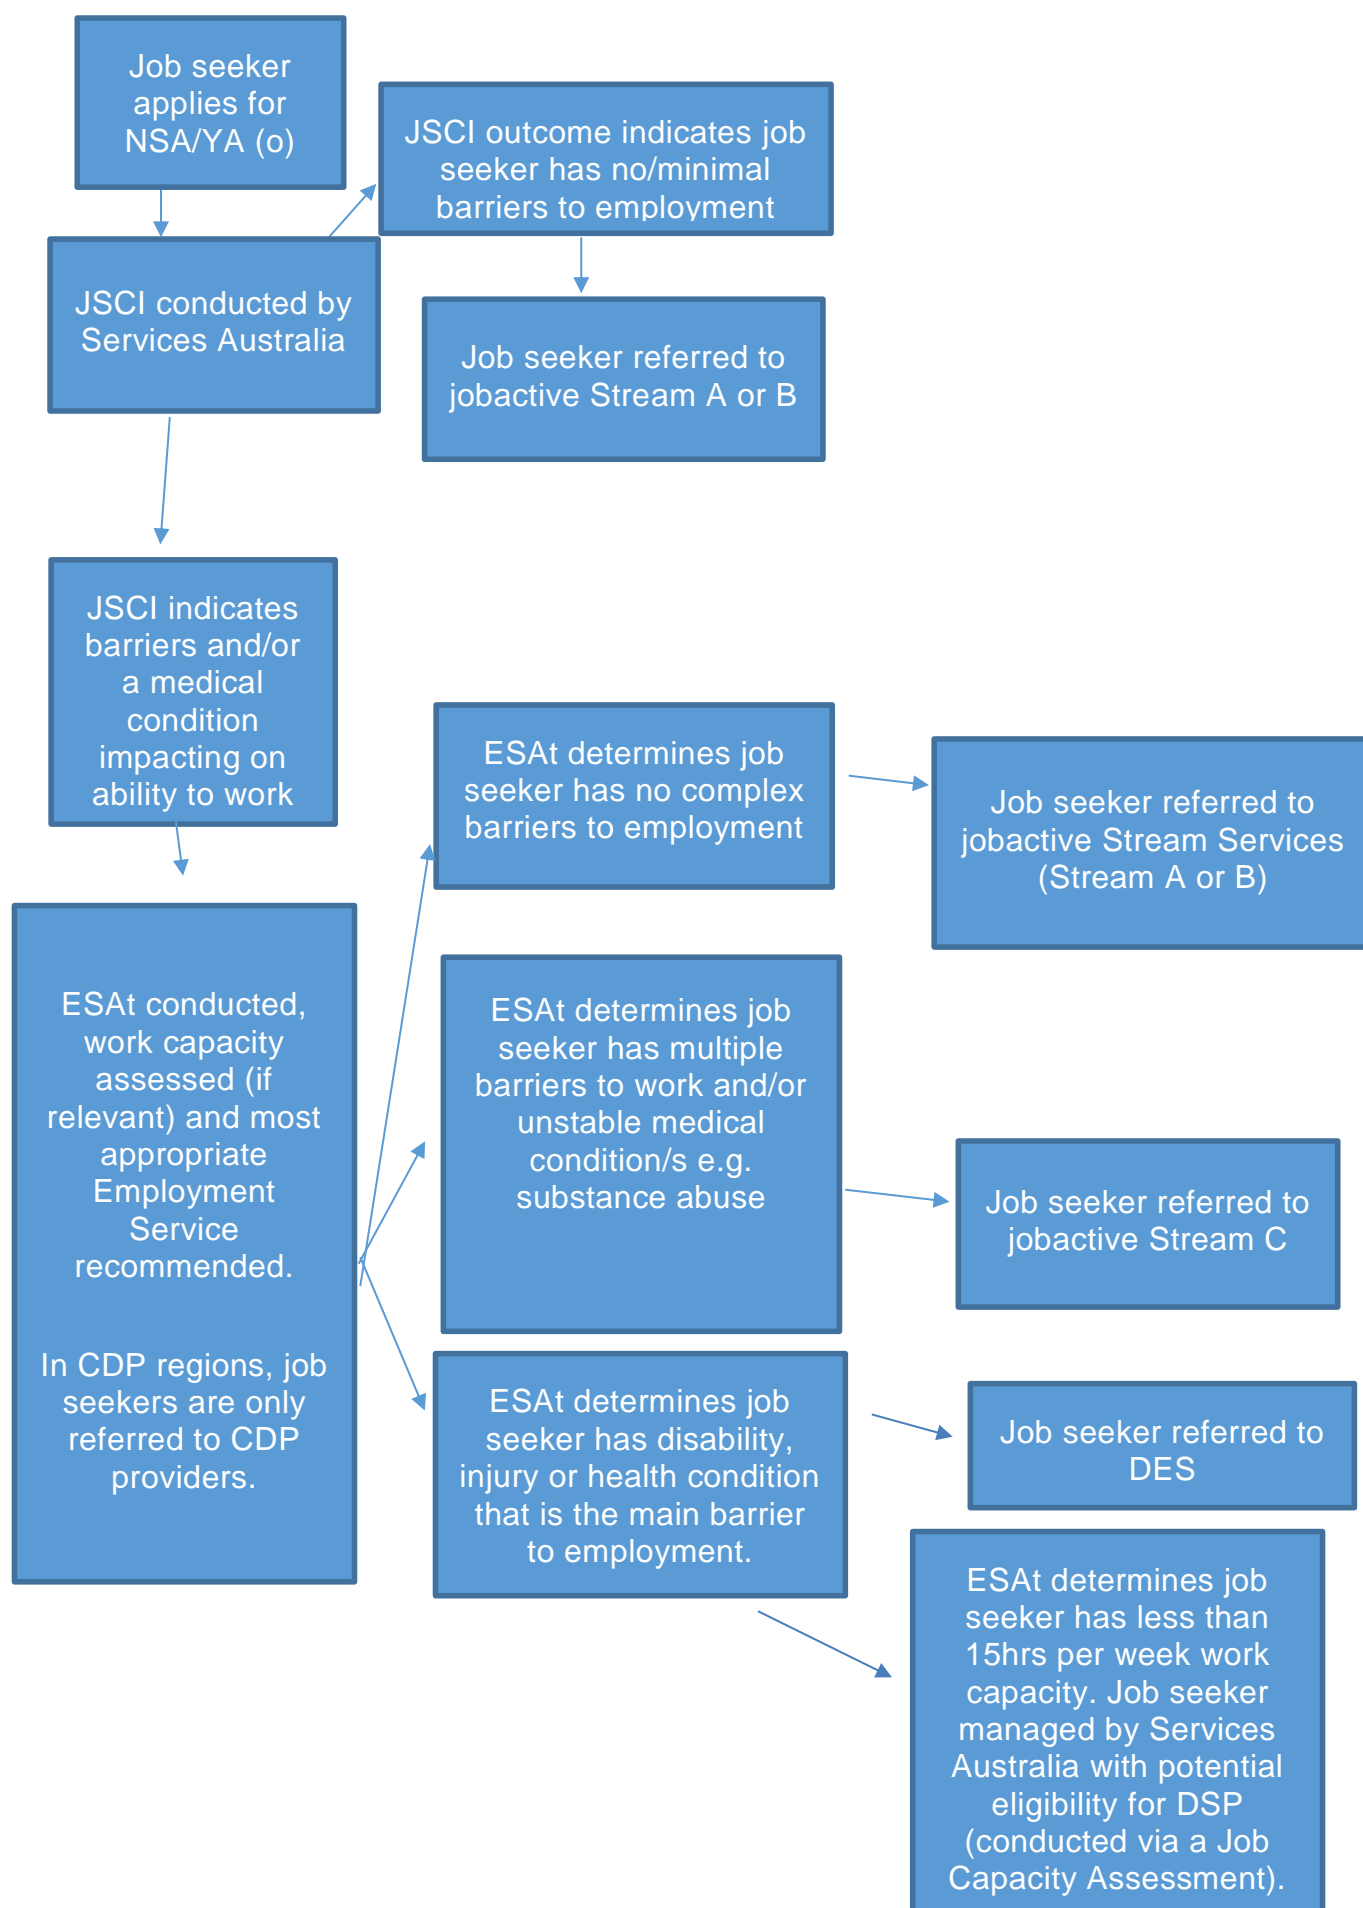 Job seeker
applies for
NSA/YA (o)
JSCI outcome indicates job
seeker has no/minimal
barriers to employment
JSCI conducted by
Services Australia
Job seeker referred to
jobactive Stream A or B
JSCI indicates
barriers and/or
a medical
condition
impacting on
ability to work
ESAt determines job
seeker has no complex
barriers to employment
Job seeker referred to
jobactive Stream Services
(Stream A or B)
ESAt conducted,
work capacity
assessed (if
relevant) and most
appropriate
Employment
Service
recommended.
In CDP regions, job
seekers are only
referred to CDP
providers.
ESAt determines job
seeker has multiple
barriers to work and/or
unstable medical
condition/s e.g.
substance abuse
Job seeker referred to
jobactive Stream C
ESAt determines job
seeker has disability,
injury or health condition
that is the main barrier
to employment.
Job seeker referred to
DES
ESAt determines job
seeker has less than
15hrs per week work
capacity. Job seeker
managed by Services
Australia with potential
eligibility for DSP
(conducted via a Job
Capacity Assessment).